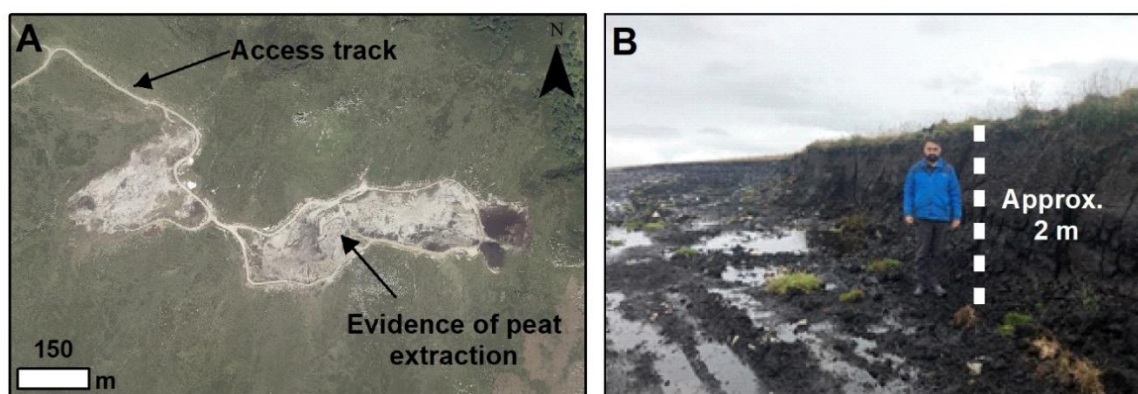 A
Access track
N
Evidence of peat
extraction
150
m
B
Approx.
2 m